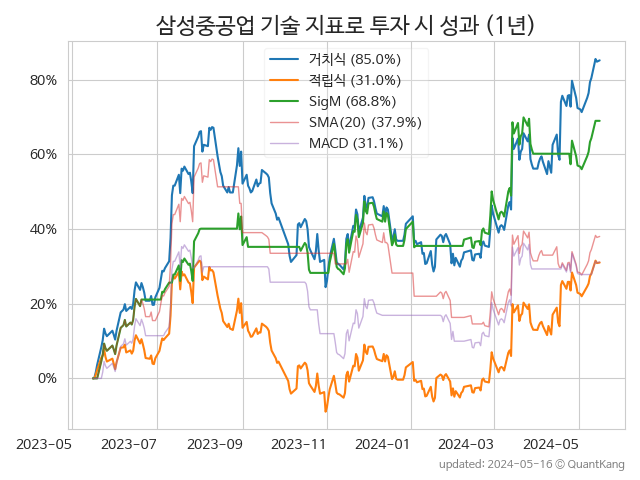 삼성중공업 기술 지표로 투자 시 성과 (1년)
거치식 (85.0%)
적립식 (31.0%)
SigM (68.8%)
SMA(20) (37.9%)
MACD (31.1%)
80%
60%
40%
20%
0%
2023-05 2023-07 2023-09 2023-11 2024-01 2024-03 2024-05
updated: 2024-05-16 © QuantKang